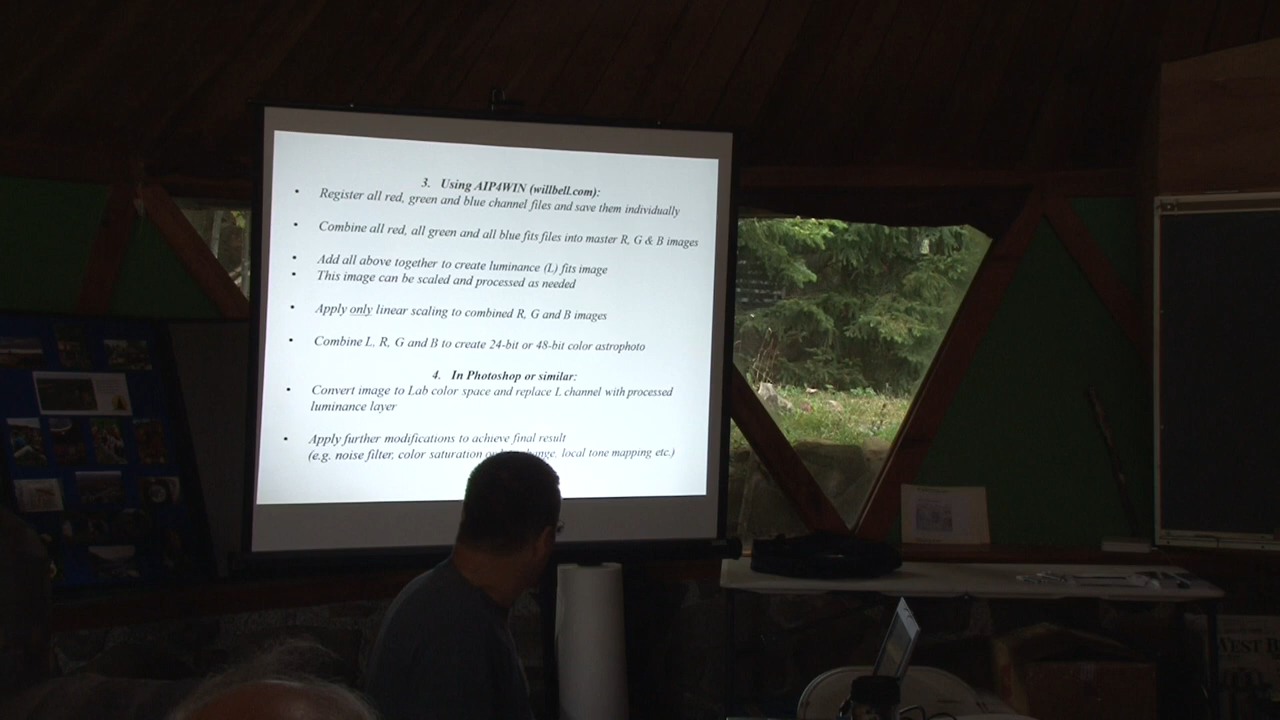 3. Using AIP4WIN (willbell.com):
• Register all red, green and blue channel files and save them individually
• Combine all red, all green and all blue fits files into master R, G & B images
• Add all above together to create luminance (L) fits image
• This image can be scaled and processed as needed
• Apply only linear scaling to combined R, G and B images
• Combine L, R, G and B to create 24-bit or 48-bit color astrophoto
4. In Photoshop or similar:
• Convert image to Lab color space and replace L channel with processed
luminance layer
• Apply further modifications to achieve final result
(e.g. noise filter, color saturation local tone mapping etc.)
WEST B